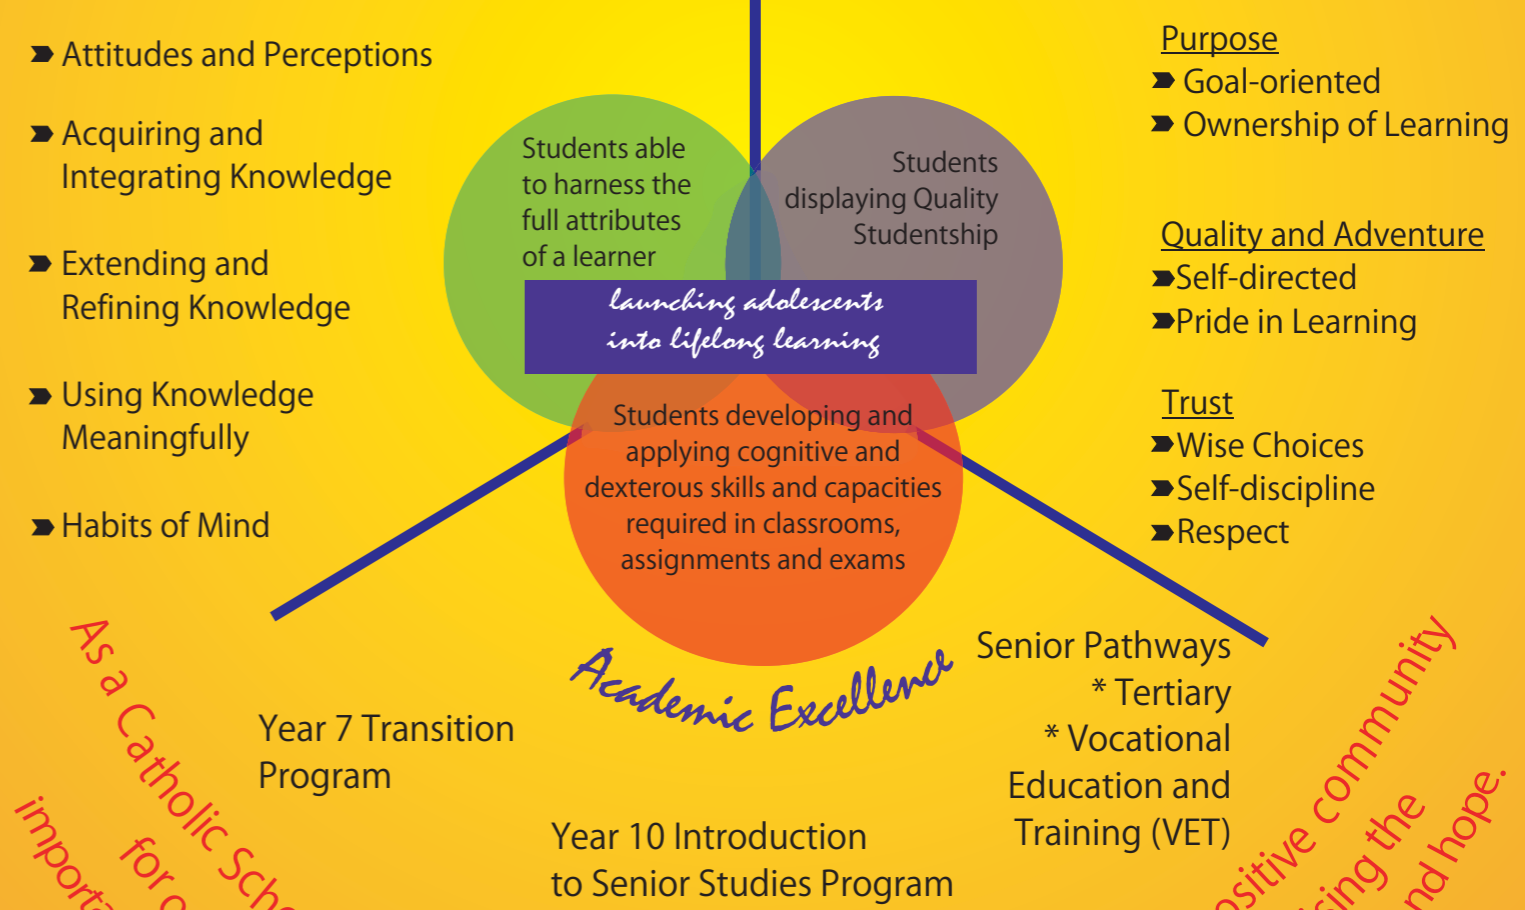 Attitudes and Perceptions
Acquiring and
Integrating Knowledge
Extending and
Refining Knowledge
Using Knowledge
Meaningfully
Habits of Mind
Students able
to harness the
full attributes
of a learner
Students
displaying Quality
Studentship
launching adolescents
into lifelong learning
Students developing and
applying cognitive and
dexterous skills and capacities
required in classrooms,
assignments and exams
Academic Excellence
Purpose
Goal-oriented
Ownership of Learning
Quality and Adventure
Self-directed
Pride in Learning
Trust
Wise Choices
Self-discipline
Respect
Year 7 Transition
Program
Year 10 Introduction
to Senior Studies Program
Senior Pathways
* Tertiary
* Vocational
Education and
Training (VET)
As a Catholic
for
community
the
hope.